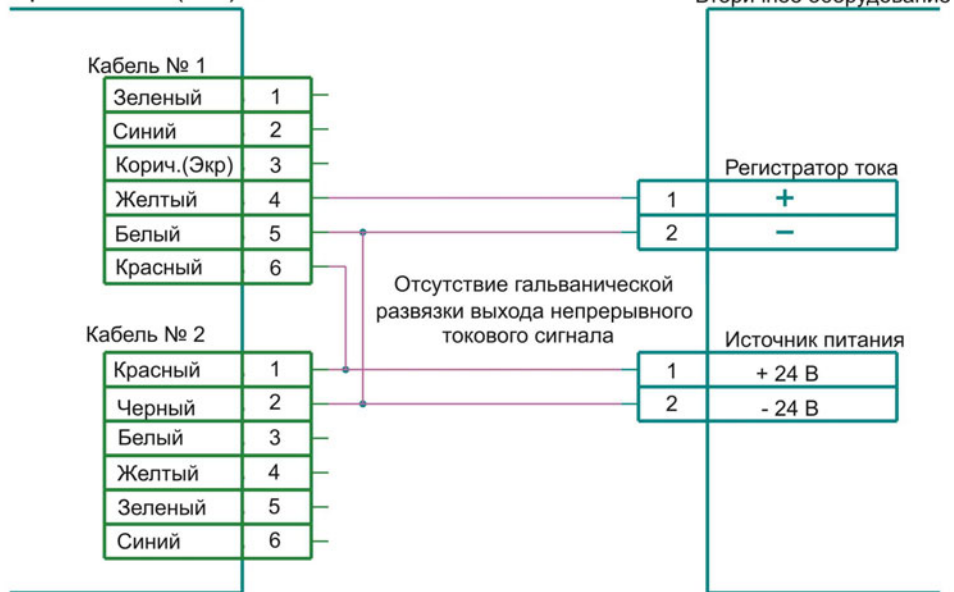 Вторичное оборудование
Кабель № 1
Зеленый 1
Синий 2
Корич.(Экр) 3
Желтый 4
Белый 5
Красный 6
Регистратор тока
1 +
2 −
Отсутствие гальванической
развязки выхода непрерывного
токового сигнала
Кабель № 2
Красный 1
Черный 2
Белый 3
Желтый 4
Зеленый 5
Синий 6
Источник питания
1 + 24 В
2 - 24 В